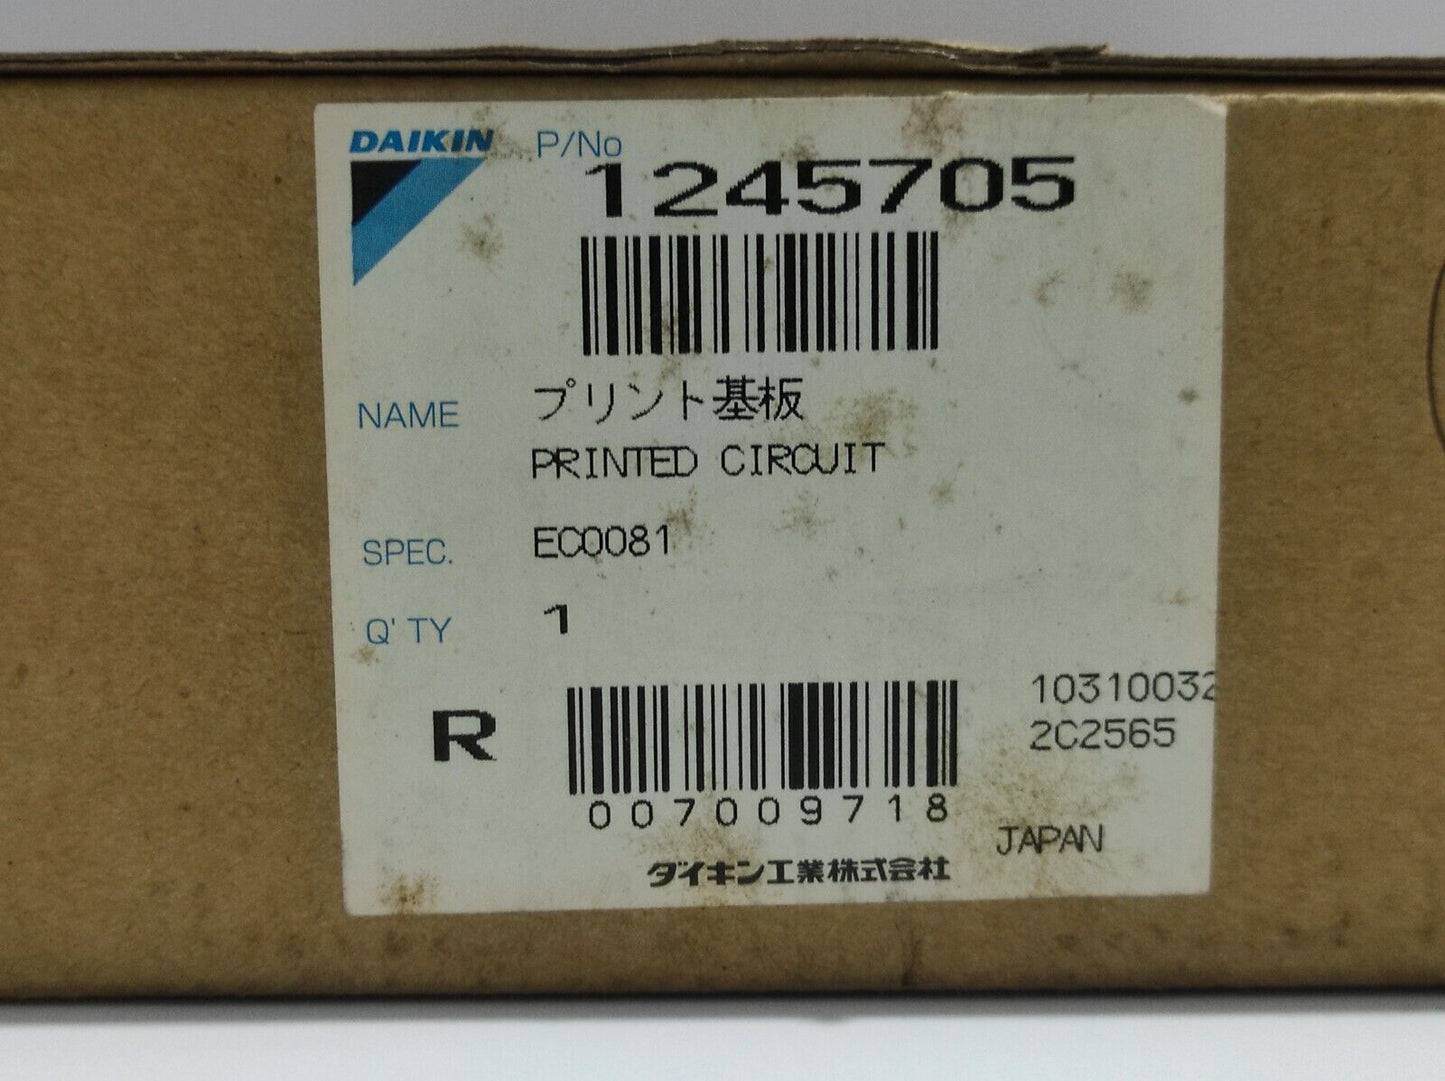 DAIKIN
P/No
1245705
NAME プリント基板
PRINTED CIRCUIT
SPEC. EC0081
Q'TY 1
R
007009718
10310032
2C2565
JAPAN
ダイキン工業株式会社